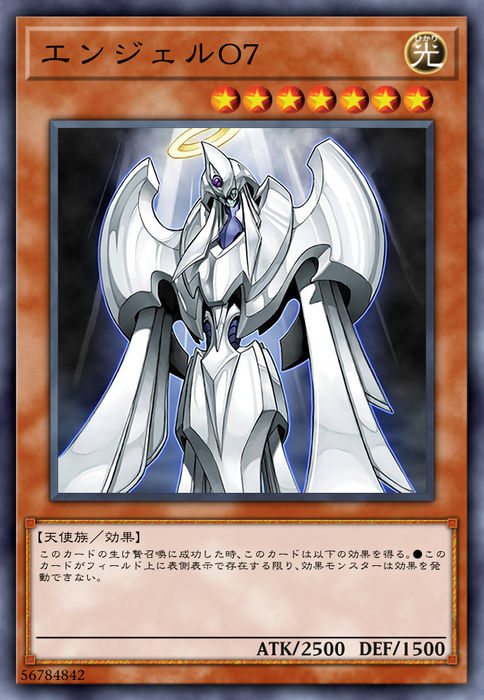 エンジェルO7
ひかり
光
【天使族／効果】
このカードの生け贄召喚に成功した時、このカードは以下の効果を得る。●この
カードがフィールド上に表側表示で存在する限り、効果モンスターは効果を発
動できない。
ATK/2500 DEF/1500
56784842